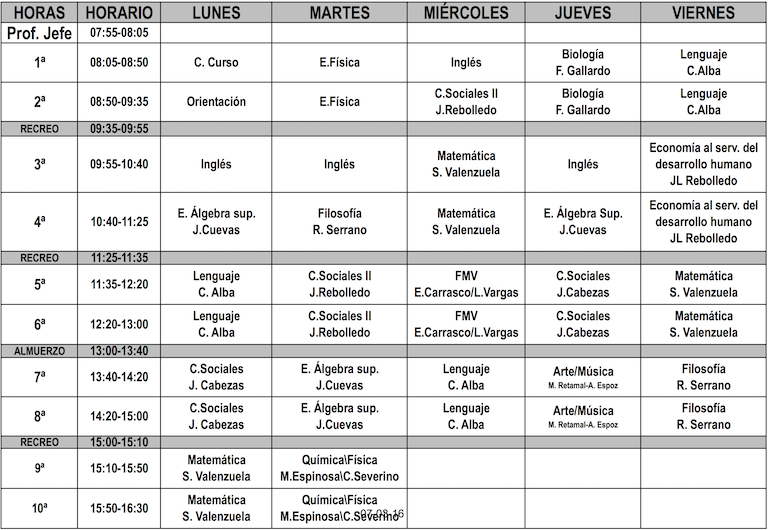 HORAS HORARIO LUNES MARTES MIÉRCOLES JUEVES VIERNES
Prof. Jefe 07:55-08:05
1ª 08:05-08:50 C. Curso E.Física Inglés Biología F. Gallardo Lenguaje C.Alba
2ª 08:50-09:35 Orientación E.Física C.Sociales II J.Rebolledo Biología F. Gallardo Lenguaje C.Alba
RECREO 09:35-09:55
3ª 09:55-10:40 Inglés Inglés Matemática S. Valenzuela Inglés Economía al serv. del desarrollo humano JL Rebolledo
4ª 10:40-11:25 E. Álgebra sup. J.Cuevas Filosofía R. Serrano Matemática S. Valenzuela E. Álgebra Sup. J.Cuevas Economía al serv. del desarrollo humano JL Rebolledo
RECREO 11:25-11:35
5ª 11:35-12:20 Lenguaje C. Alba C.Sociales II J.Rebolledo FMV E.Carrasco/L.Vargas C.Sociales J.Cabezas Matemática S. Valenzuela
6ª 12:20-13:00 Lenguaje C. Alba C.Sociales II J.Rebolledo FMV E.Carrasco/L.Vargas C.Sociales J.Cabezas Matemática S. Valenzuela
ALMUERZO 13:00-13:40
7ª 13:40-14:20 C.Sociales J. Cabezas E. Álgebra sup. J.Cuevas Lenguaje C. Alba Arte/Música M. Retamal-A. Espoz Filosofía R. Serrano
8ª 14:20-15:00 C.Sociales J. Cabezas E. Álgebra sup. J.Cuevas Lenguaje C. Alba Arte/Música M. Retamal-A. Espoz Filosofía R. Serrano
RECREO 15:00-15:10
9ª 15:10-15:50 Matemática S. Valenzuela Química\Física M.Espinosa\C.Severino
10ª 15:50-16:30 Matemática S. Valenzuela Química\Física M.Espinosa\C.Severino
07-03-16